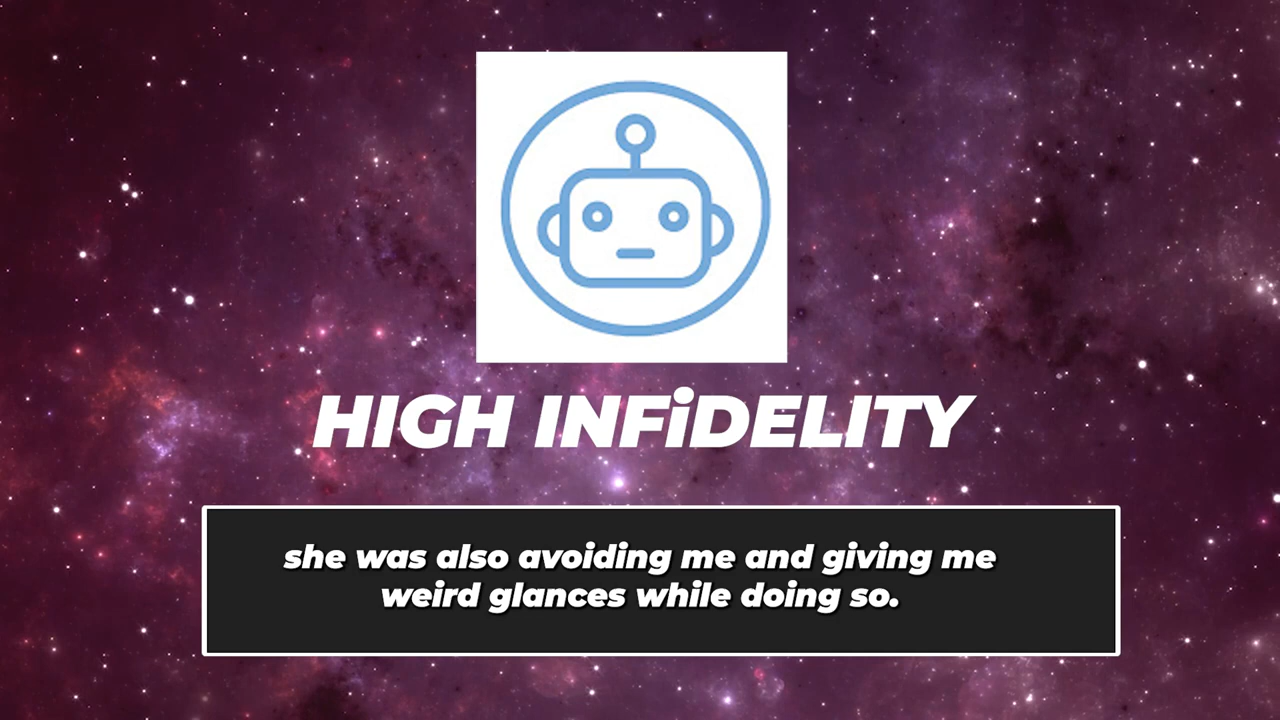 HIGH INFiDELITY
she was also avoiding me and giving me
weird glances while doing so.